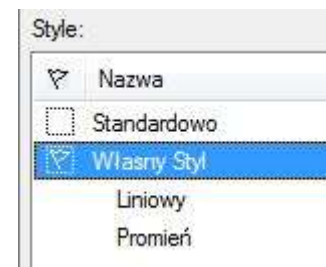 Style:
Nazwa
Standardowo
Własny Styl
Liniowy
Promień